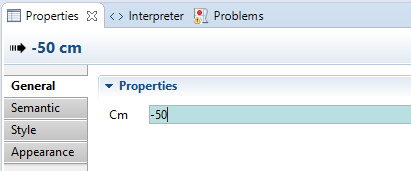 Properties Interpreter Problems
-50 cm
General
Properties
Semantic
Cm -50
Style
Appearance